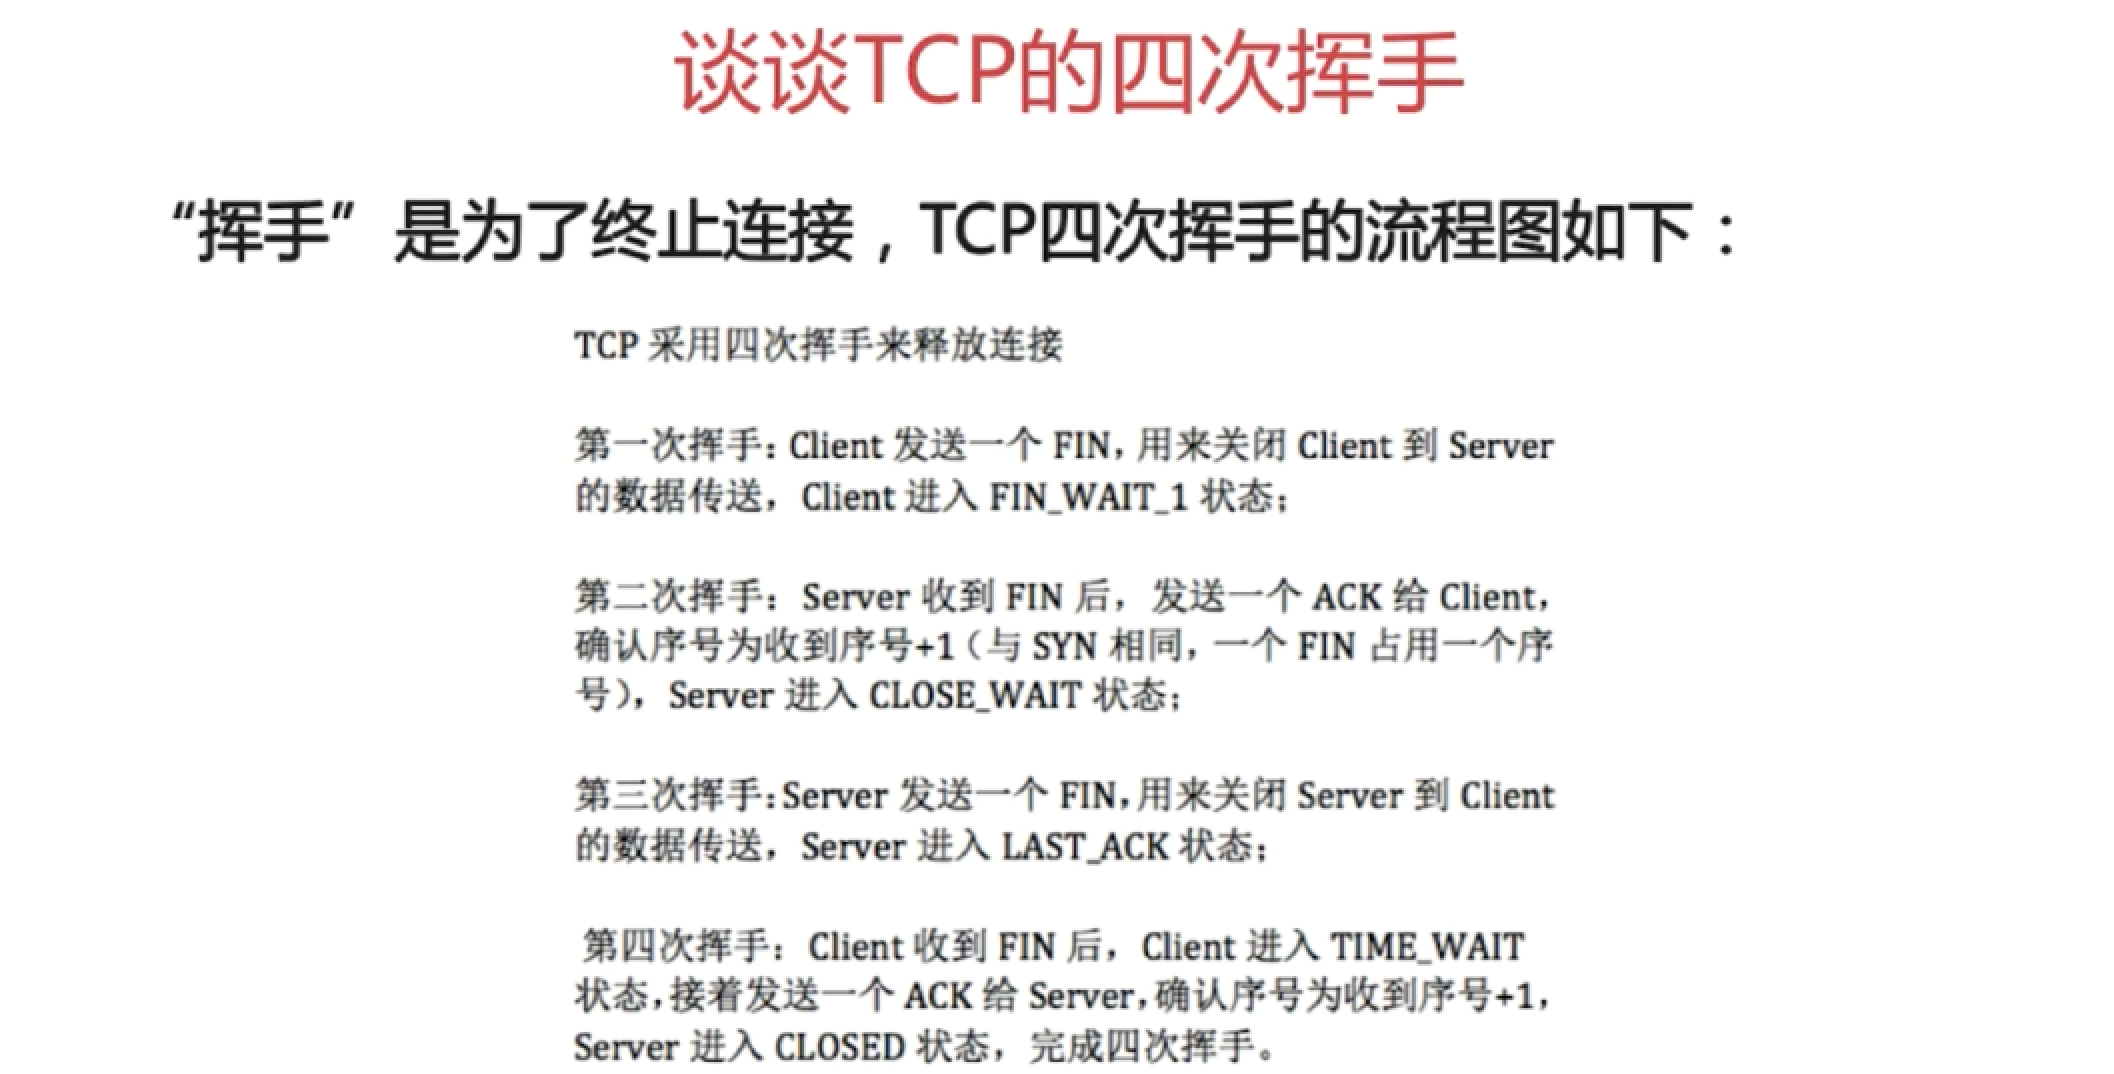 谈谈TCP的四次挥手
“挥手”是为了终止连接，TCP四次挥手的流程图如下：
TCP 采用四次挥手来释放连接
第一次挥手：Client 发送一个 FIN，用来关闭 Client 到 Server
的数据传送，Client 进入 FIN_WAIT_1 状态；
第二次挥手：Server 收到 FIN 后，发送一个 ACK 给 Client，
确认序号为收到序号+1（与 SYN 相同，一个 FIN 占用一个序
号），Server 进入 CLOSE_WAIT 状态；
第三次挥手：Server 发送一个 FIN，用来关闭 Server 到 Client
的数据传送，Server 进入 LAST_ACK 状态；
第四次挥手：Client 收到 FIN 后，Client 进入 TIME_WAIT
状态，接着发送一个 ACK 给 Server，确认序号为收到序号+1，
Server 进入 CLOSED 状态，完成四次挥手。